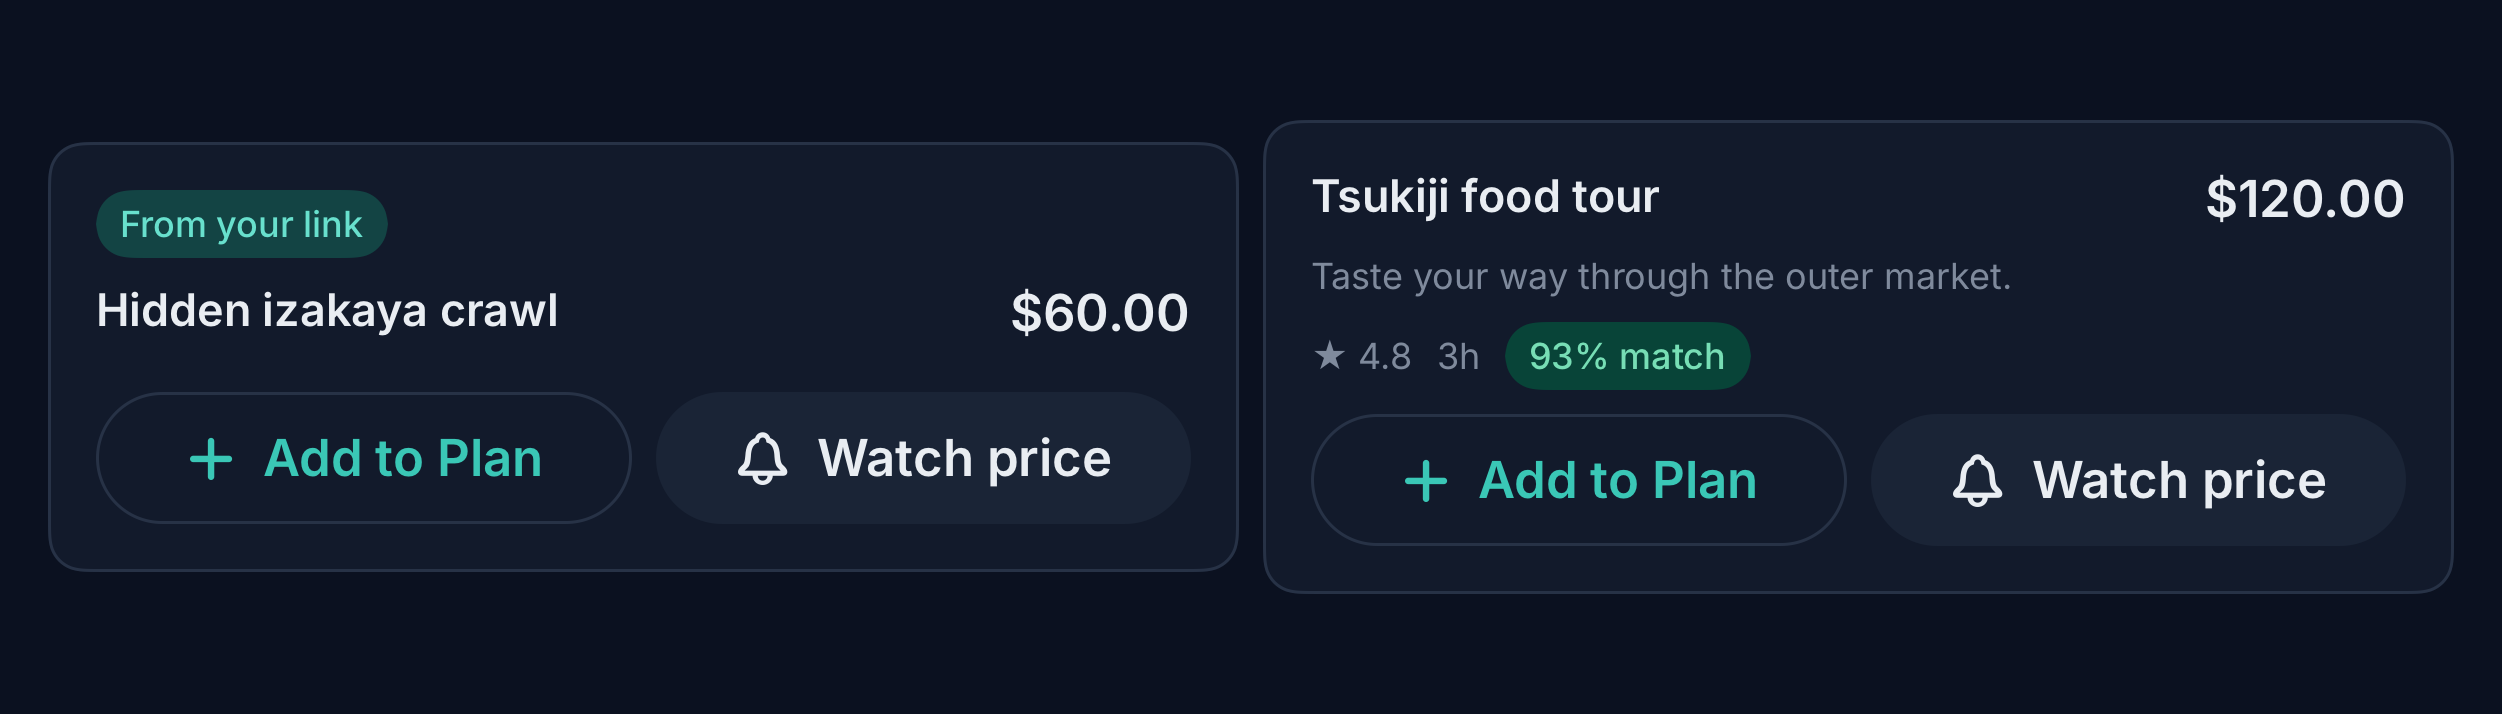 From your link
Hidden izakaya crawl
$60.00
Add to Plan
Watch price
Tsukiji food tour
$120.00
Taste your way through the outer market.
★ 4.8 3h 93% match
Add to Plan
Watch price